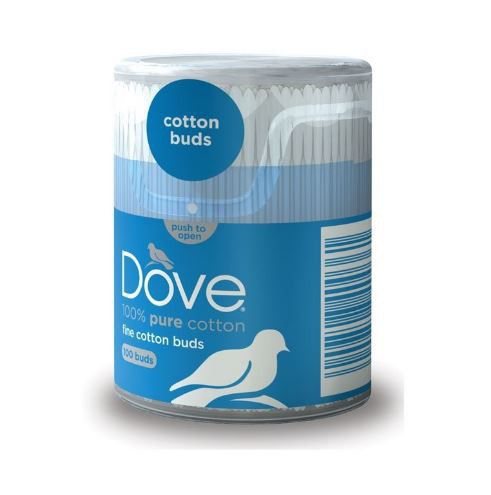 cotton
buds
push to
open
Dove
100% pure cotton
fine cotton buds
100 buds